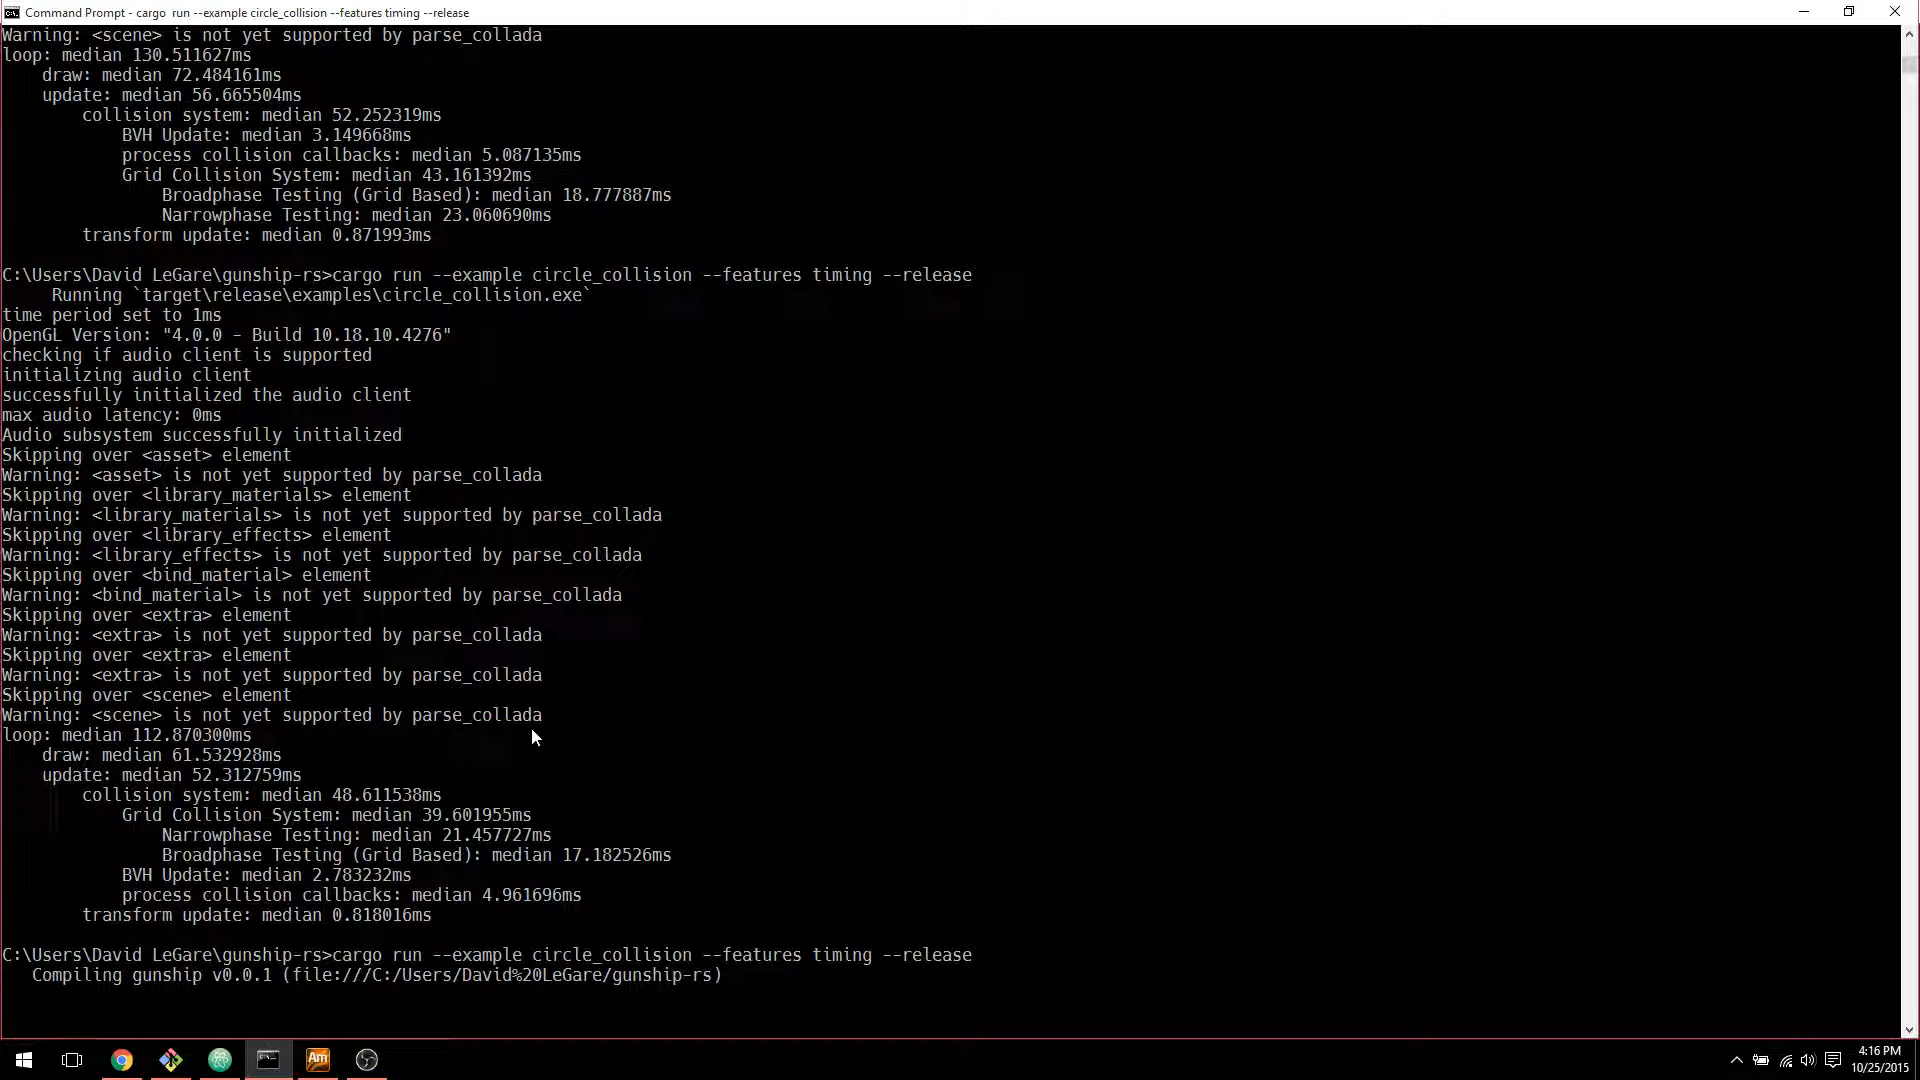 Command Prompt - cargo  run --example circle_collision --features timing --release
Warning: <scene> is not yet supported by parse_collada
loop: median 130.511627ms
    draw: median 72.484161ms
    update: median 56.665504ms
        collision system: median 52.252319ms
            BVH Update: median 3.149668ms
            process collision callbacks: median 5.087135ms
            Grid Collision System: median 43.161392ms
                Broadphase Testing (Grid Based): median 18.777887ms
                Narrowphase Testing: median 23.060690ms
        transform update: median 0.871993ms
C:\Users\David LeGare\gunship-rs>cargo run --example circle_collision --features timing --release
     Running `target\release\examples\circle_collision.exe`
time period set to 1ms
OpenGL Version: "4.0.0 - Build 10.18.10.4276"
checking if audio client is supported
initializing audio client
successfully initialized the audio client
max audio latency: 0ms
Audio subsystem successfully initialized
Skipping over <asset> element
Warning: <asset> is not yet supported by parse_collada
Skipping over <library_materials> element
Warning: <library_materials> is not yet supported by parse_collada
Skipping over <library_effects> element
Warning: <library_effects> is not yet supported by parse_collada
Skipping over <bind_material> element
Warning: <bind_material> is not yet supported by parse_collada
Skipping over <extra> element
Warning: <extra> is not yet supported by parse_collada
Skipping over <extra> element
Warning: <extra> is not yet supported by parse_collada
Skipping over <scene> element
Warning: <scene> is not yet supported by parse_collada
loop: median 112.870300ms
    draw: median 61.532928ms
    update: median 52.312759ms
        collision system: median 48.611538ms
            Grid Collision System: median 39.601955ms
                Narrowphase Testing: median 21.457727ms
                Broadphase Testing (Grid Based): median 17.182526ms
            BVH Update: median 2.783232ms
            process collision callbacks: median 4.961696ms
        transform update: median 0.818016ms
C:\Users\David LeGare\gunship-rs>cargo run --example circle_collision --features timing --release
   Compiling gunship v0.0.1 (file:///C:/Users/David%20LeGare/gunship-rs)
Am
4:16 PM
10/25/2015